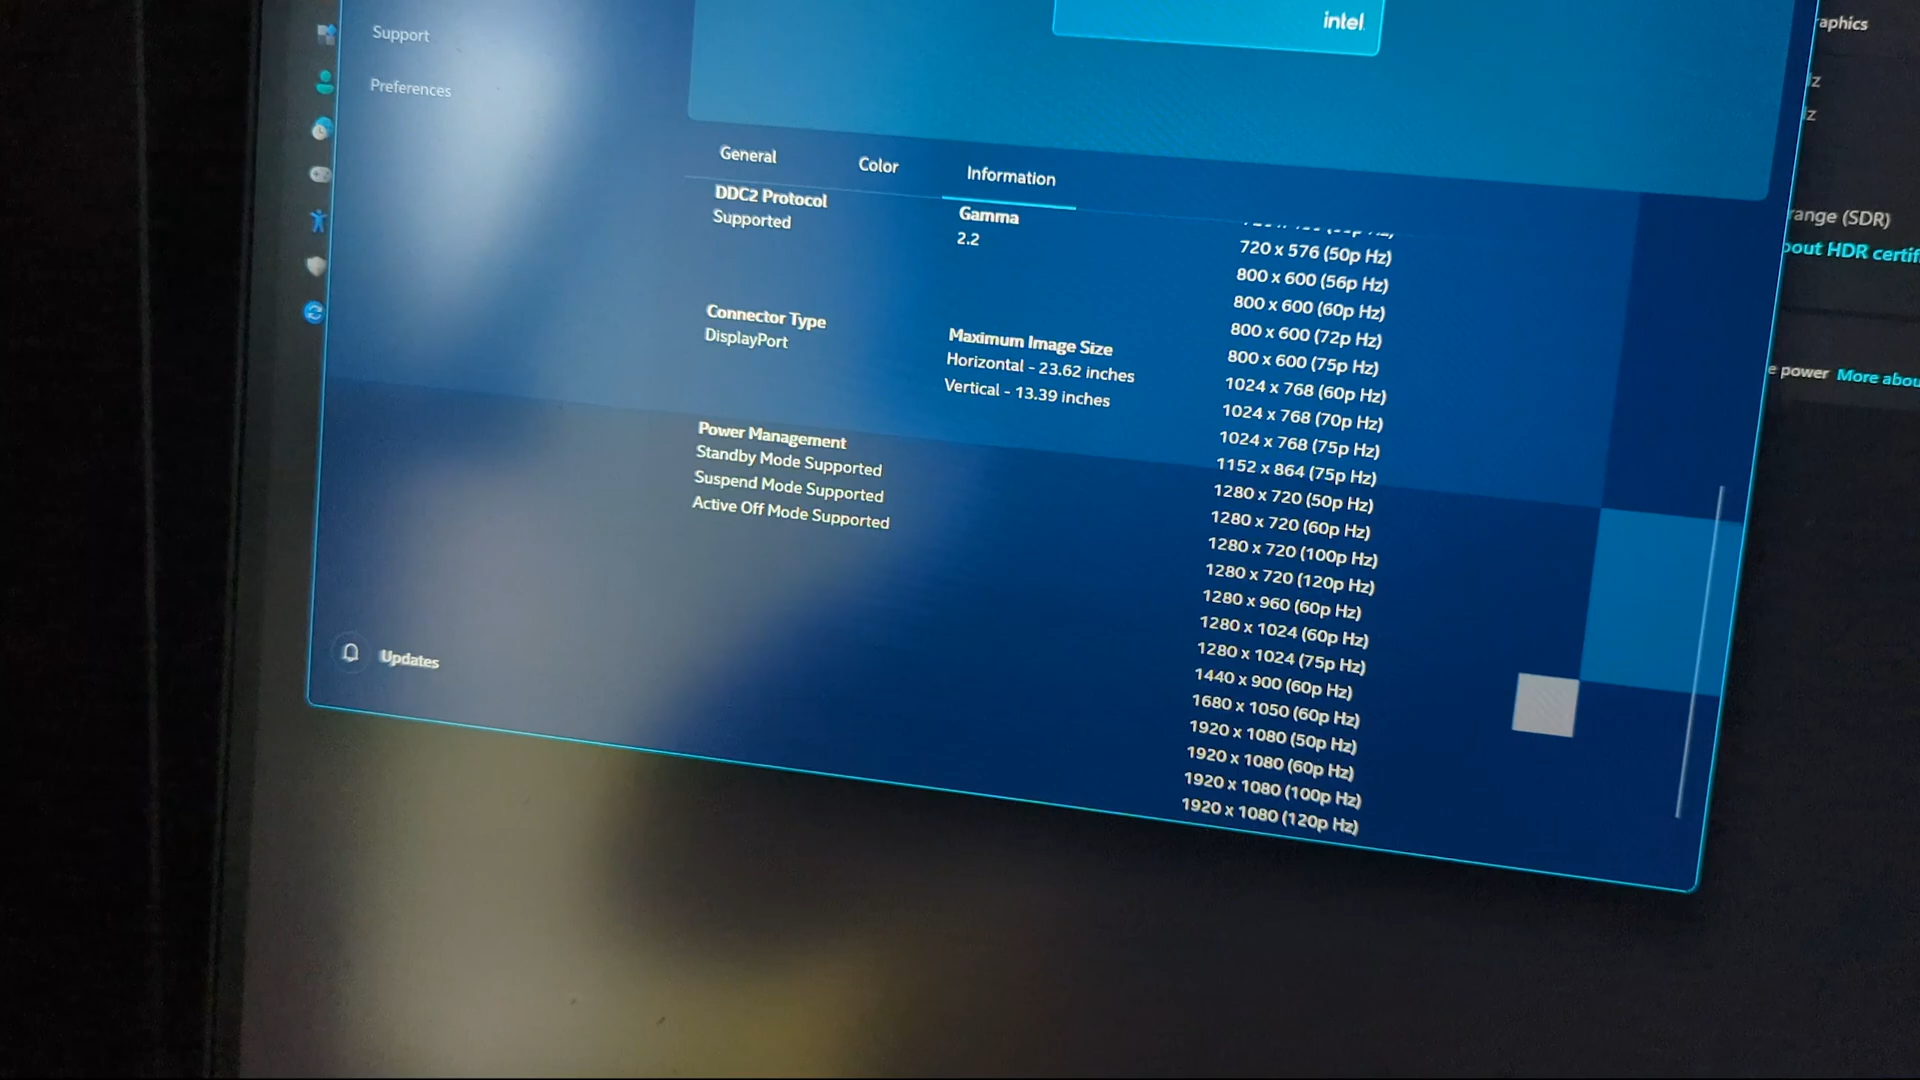 Support
Preferences
intel
General
Color
Information
DDC2 Protocol
Supported
Connector Type
DisplayPort
Power Management
Standby Mode Supported
Suspend Mode Supported
Active Off Mode Supported
Gamma
2.2
Maximum Image Size
Horizontal - 23.62 inches
Vertical - 13.39 inches
720 x 576 (50p Hz)
800 x 600 (56p Hz)
800 x 600 (60p Hz)
800 x 600 (72p Hz)
800 x 600 (75p Hz)
1024 x 768 (60p Hz)
1024 x 768 (70p Hz)
1024 x 768 (75p Hz)
1152 x 864 (75p Hz)
1280 x 720 (50p Hz)
1280 x 720 (60p Hz)
1280 x 720 (100p Hz)
1280 x 720 (120p Hz)
1280 x 960 (60p Hz)
1280 x 1024 (60p Hz)
1280 x 1024 (75p Hz)
1440 x 900 (60p Hz)
1680 x 1050 (60p Hz)
1920 x 1080 (50p Hz)
1920 x 1080 (60p Hz)
1920 x 1080 (100p Hz)
1920 x 1080 (120p Hz)
Updates
aphics
z
z
range (SDR)
bout HDR certif
e power More abou